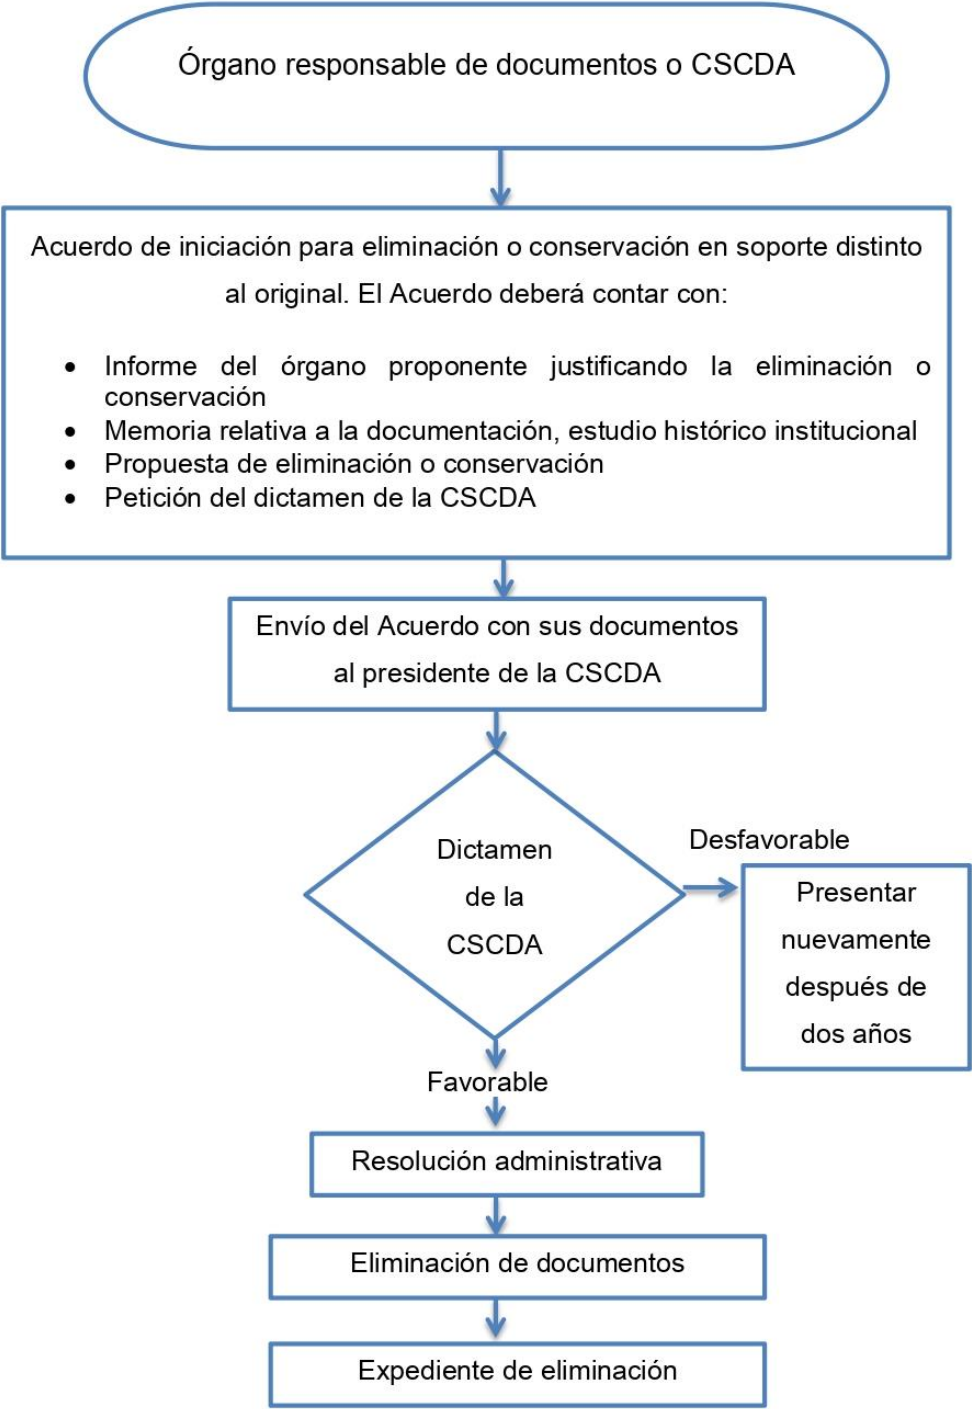 Órgano responsable de documentos o CSCDA
Acuerdo de iniciación para eliminación o conservación en soporte distinto
al original. El Acuerdo deberá contar con:
• Informe del órgano proponente justificando la eliminación o
conservación
• Memoria relativa a la documentación, estudio histórico institucional
• Propuesta de eliminación o conservación
• Petición del dictamen de la CSCDA
Envío del Acuerdo con sus documentos
al presidente de la CSCDA
Dictamen
de la
CSCDA
Desfavorable
Presentar
nuevamente
después de
dos años
Favorable
Resolución administrativa
Eliminación de documentos
Expediente de eliminación